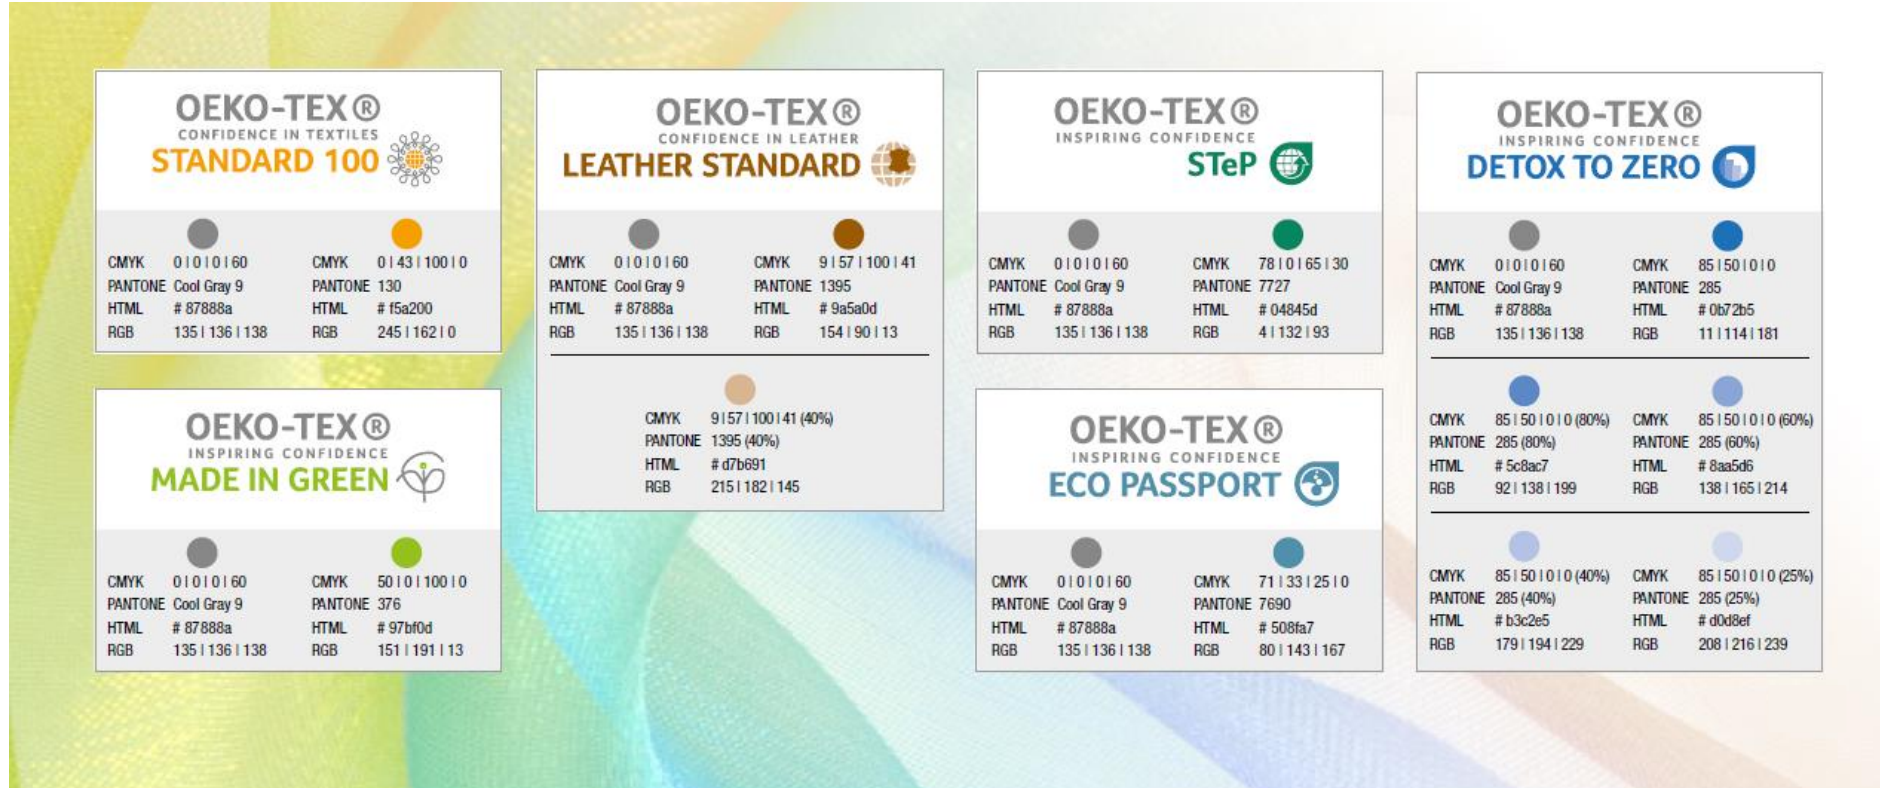 OEKO-TEX®
CONFIDENCE IN TEXTILES
STANDARD 100
CMYK 0 | 0 | 0 | 60
PANTONE Cool Gray 9
HTML # 87888a
RGB 135 | 136 | 138
CMYK 0 | 43 | 100 | 0
PANTONE 130
HTML # f5a200
RGB 245 | 162 | 0
OEKO-TEX®
INSPIRING CONFIDENCE
MADE IN GREEN
CMYK 0 | 0 | 0 | 60
PANTONE Cool Gray 9
HTML # 87888a
RGB 135 | 136 | 138
CMYK 50 | 0 | 100 | 0
PANTONE 376
HTML # 97bf0d
RGB 151 | 191 | 13
OEKO-TEX®
CONFIDENCE IN LEATHER
LEATHER STANDARD
CMYK 0 | 0 | 0 | 60
PANTONE Cool Gray 9
HTML # 87888a
RGB 135 | 136 | 138
CMYK 9 | 57 | 100 | 41
PANTONE 1395
HTML # 9a5a0d
RGB 154 | 90 | 13
CMYK 9 | 57 | 100 | 41 (40%)
PANTONE 1395 (40%)
HTML # d7b691
RGB 215 | 182 | 145
OEKO-TEX®
INSPIRING CONFIDENCE
STeP
CMYK 0 | 0 | 0 | 60
PANTONE Cool Gray 9
HTML # 87888a
RGB 135 | 136 | 138
CMYK 78 | 0 | 65 | 30
PANTONE 7727
HTML # 04845d
RGB 4 | 132 | 93
OEKO-TEX®
INSPIRING CONFIDENCE
ECO PASSPORT
CMYK 0 | 0 | 0 | 60
PANTONE Cool Gray 9
HTML # 87888a
RGB 135 | 136 | 138
CMYK 71 | 33 | 25 | 0
PANTONE 7690
HTML # 508fa7
RGB 80 | 143 | 167
OEKO-TEX®
INSPIRING CONFIDENCE
DETOX TO ZERO
CMYK 0 | 0 | 0 | 60
PANTONE Cool Gray 9
HTML # 87888a
RGB 135 | 136 | 138
CMYK 85 | 50 | 0 | 0
PANTONE 285
HTML # 0b72b5
RGB 11 | 114 | 181
CMYK 85 | 50 | 0 | 0 (80%)
PANTONE 285 (80%)
HTML # 5c8ac7
RGB 92 | 138 | 199
CMYK 85 | 50 | 0 | 0 (60%)
PANTONE 285 (60%)
HTML # 8aa5d6
RGB 138 | 165 | 214
CMYK 85 | 50 | 0 | 0 (40%)
PANTONE 285 (40%)
HTML # b3c2e5
RGB 179 | 194 | 229
CMYK 85 | 50 | 0 | 0 (25%)
PANTONE 285 (25%)
HTML # d0d8ef
RGB 208 | 216 | 239